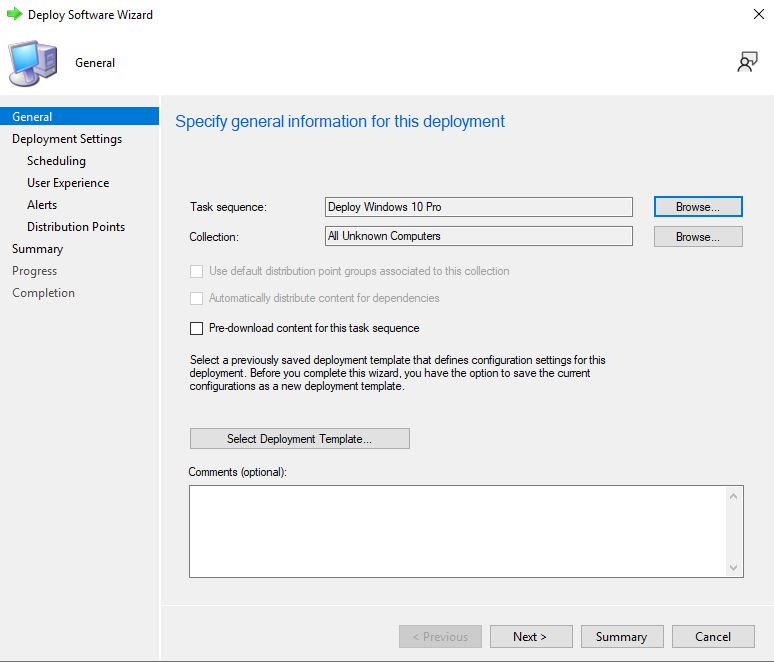 Deploy Software Wizard
General
General
Deployment Settings
Scheduling
User Experience
Alerts
Distribution Points
Summary
Progress
Completion
Specify general information for this deployment
Task sequence: Deploy Windows 10 Pro Browse...
Collection: All Unknown Computers Browse...
Use default distribution point groups associated to this collection
Automatically distribute content for dependencies
Pre-download content for this task sequence
Select a previously saved deployment template that defines configuration settings for this
deployment. Before you complete this wizard, you have the option to save the current
configurations as a new deployment template.
Select Deployment Template...
Comments (optional):
< Previous Next > Summary Cancel